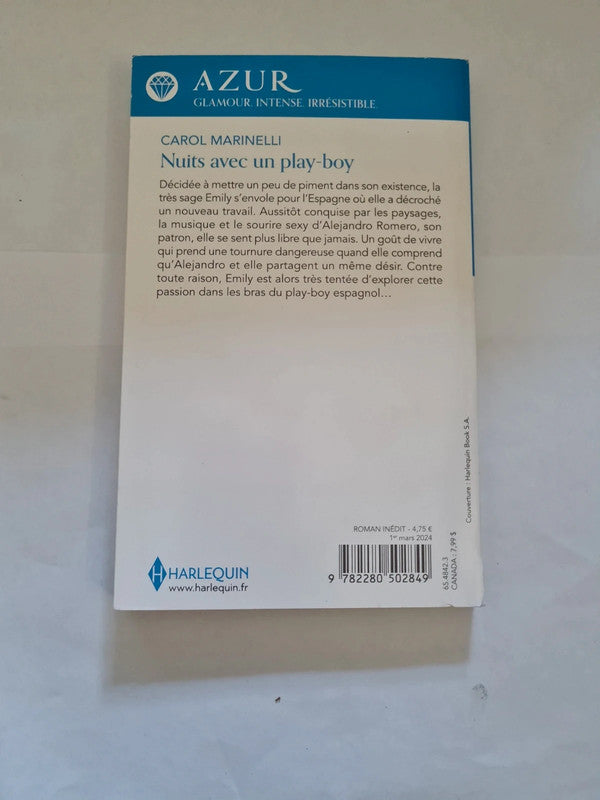 AZUR
GLAMOUR. INTENSE. IRRÉSISTIBLE.
CAROL MARINELLI
Nuits avec un play-boy
Décidée à mettre un peu de piment dans son existence, la
très sage Emily s'envole pour l'Espagne où elle a décroché
un nouveau travail. Aussitôt conquise par les paysages,
la musique et le sourire sexy d'Alejandro Romero, son
patron, elle se sent plus libre que jamais. Un goût de vivre
qui prend une tournure dangereuse quand elle comprend
qu'Alejandro et elle partagent un même désir. Contre
toute raison, Emily est alors très tentée d'explorer cette
passion dans les bras du play-boy espagnol…
Couverture : Harlequin Book S.A.
ROMAN INÉDIT - 4,75 €
1er mars 2024
65.4842.3
CANADA : 7,99 $
9 782280 502849
HARLEQUIN
www.harlequin.fr